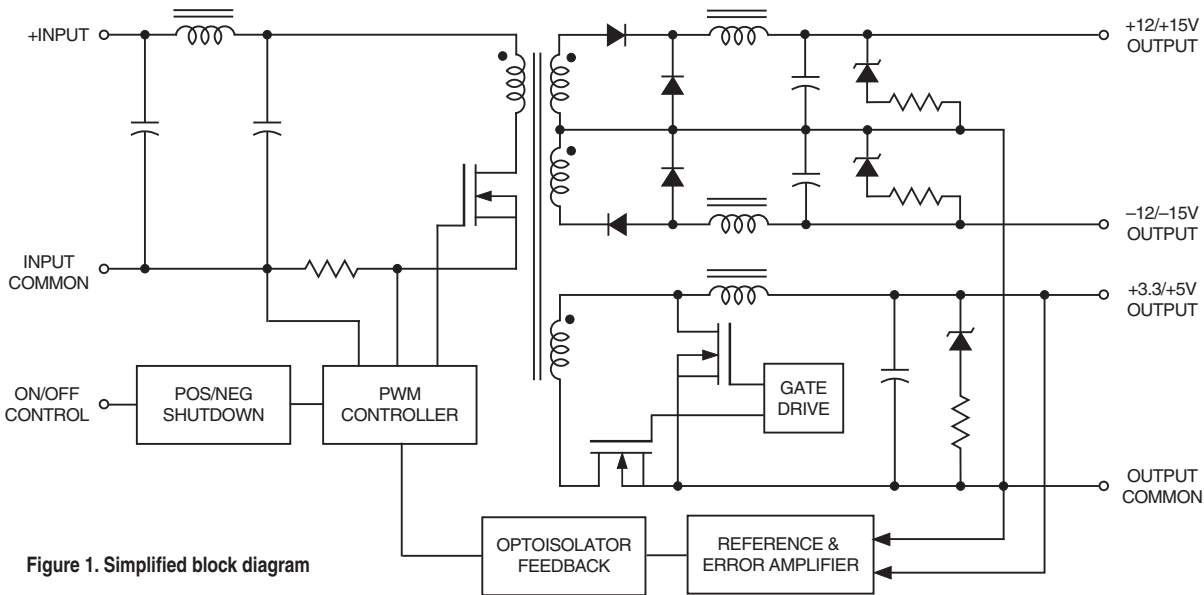 +INPUT
+12/+15V
OUTPUT
–12/–15V
OUTPUT
INPUT
COMMON
+3.3/+5V
OUTPUT
ON/OFF
CONTROL
POS/NEG
SHUTDOWN
PWM
CONTROLLER
GATE
DRIVE
OUTPUT
COMMON
OPTOISOLATOR
FEEDBACK
REFERENCE &
ERROR AMPLIFIER
Figure 1. Simplified block diagram